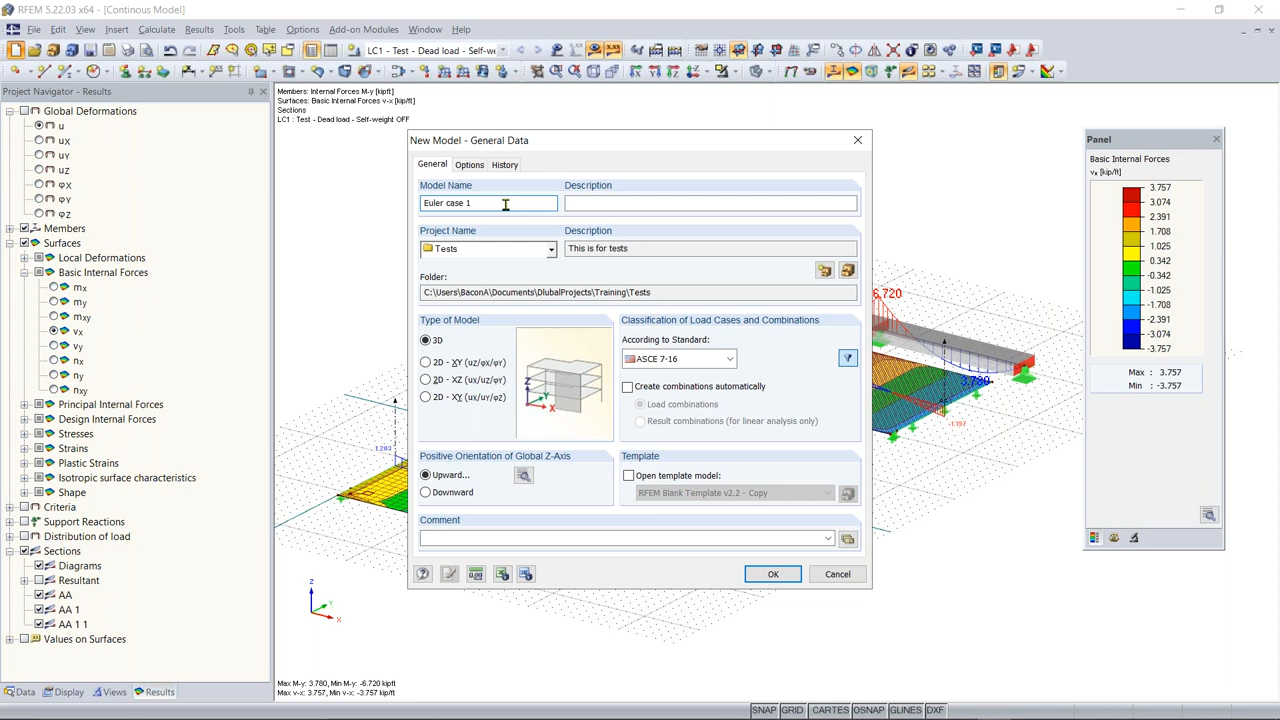 RFEM 5.22.03 x64 - [Continous Model]
File Edit View Insert Calculate Results Tools Table Options Add-on Modules Window Help
LC1 - Test - Dead load - Self-we
Project Navigator - Results
Global Deformations
u
uX
uY
uZ
φX
φY
φZ
Members
Surfaces
Local Deformations
Basic Internal Forces
mx
my
mxy
vx
vy
nx
ny
nxy
Principal Internal Forces
Design Internal Forces
Stresses
Strains
Plastic Strains
Isotropic surface characteristics
Shape
Criteria
Support Reactions
Distribution of load
Sections
Diagrams
Resultant
AA
AA 1
AA 1 1
Values on Surfaces
Data Display Views Results
Members: Internal Forces M-y [kipft]
Surfaces: Basic Internal Forces v-x [kip/ft]
Sections
LC1 : Test - Dead load - Self-weight OFF
New Model - General Data
General Options History
Model Name Description
Euler case 1
Project Name Description
Tests This is for tests
Folder:
C:\Users\BaconA\Documents\DlubalProjects\Training\Tests
Type of Model
3D
2D - XY (uZ/φX/φY)
2D - XZ (uX/uZ/φY)
2D - XY (uX/uY/φZ)
Z
Y
X
Classification of Load Cases and Combinations
According to Standard:
ASCE 7-16
Create combinations automatically
Load combinations
Result combinations (for linear analysis only)
Positive Orientation of Global Z-Axis
Upward...
Downward
Template
Open template model:
RFEM Blank Template v2.2 - Copy
Comment
OK Cancel
6.720
3.780
-1.197
1.203
Z
Y
X
Panel
Basic Internal Forces
vx [kip/ft]
3.757
3.074
2.391
1.708
1.025
0.342
-0.342
-1.025
-1.708
-2.391
-3.074
-3.757
Max : 3.757
Min : -3.757
Max M-y: 3.780, Min M-y: -6.720 kipft
Max v-x: 3.757, Min v-x: -3.757 kip/ft
SNAP GRID CARTES OSNAP GLINES DXF